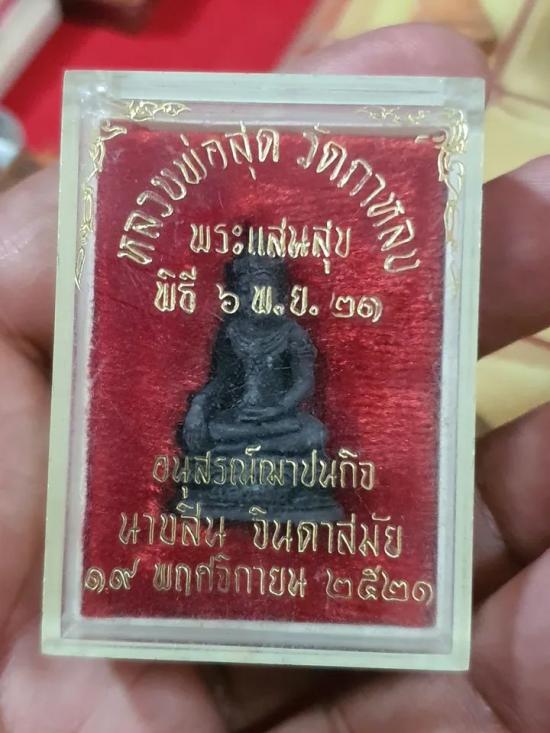 หลวงพ่อสุด วัดกาหลง
พระแสนสุข
พิธี ๖ พ.ย. ๒๑
อนุสรณ์ฌาปนกิจ
นายสิน จินดาสมัย
๑๙ พฤศจิกายน ๒๕๒๑